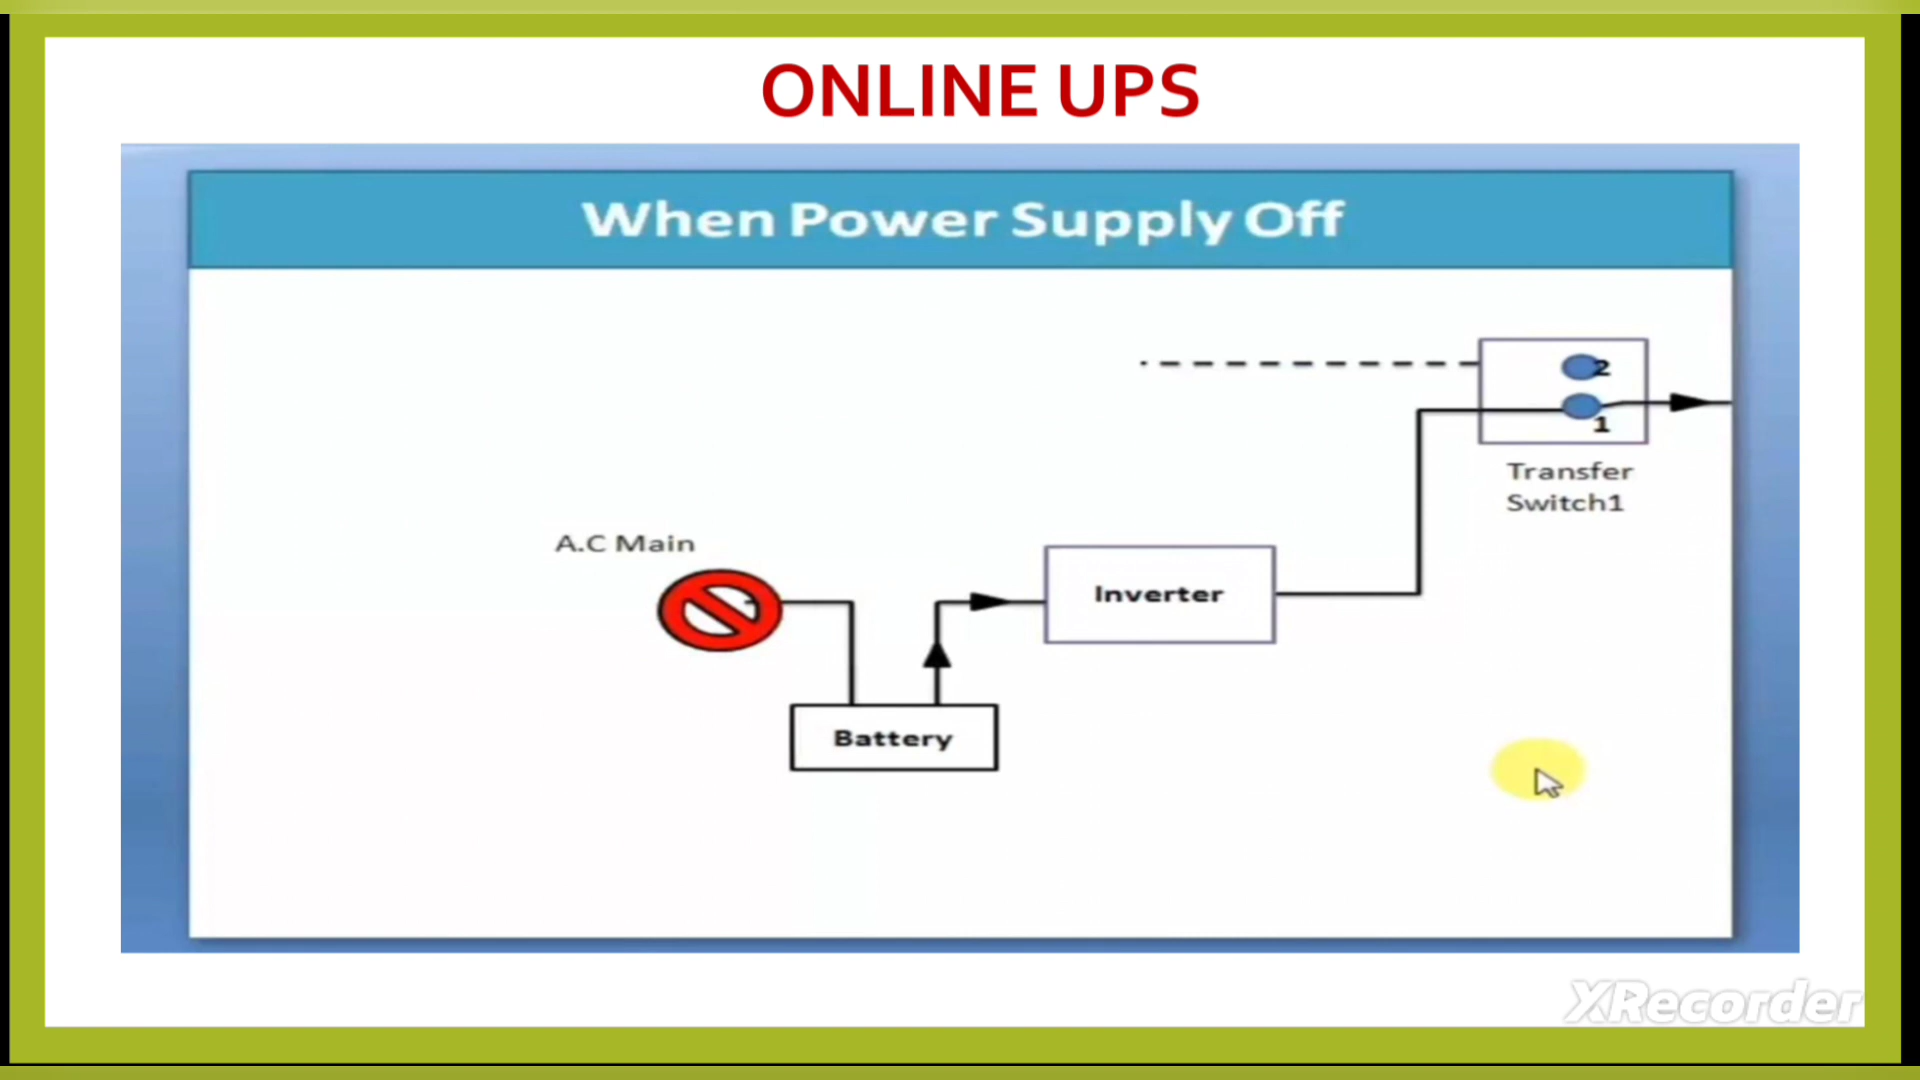 ONLINE UPS
When Power Supply Off
2
1
Transfer
Switch1
A.C Main
Inverter
Battery
XRecorder